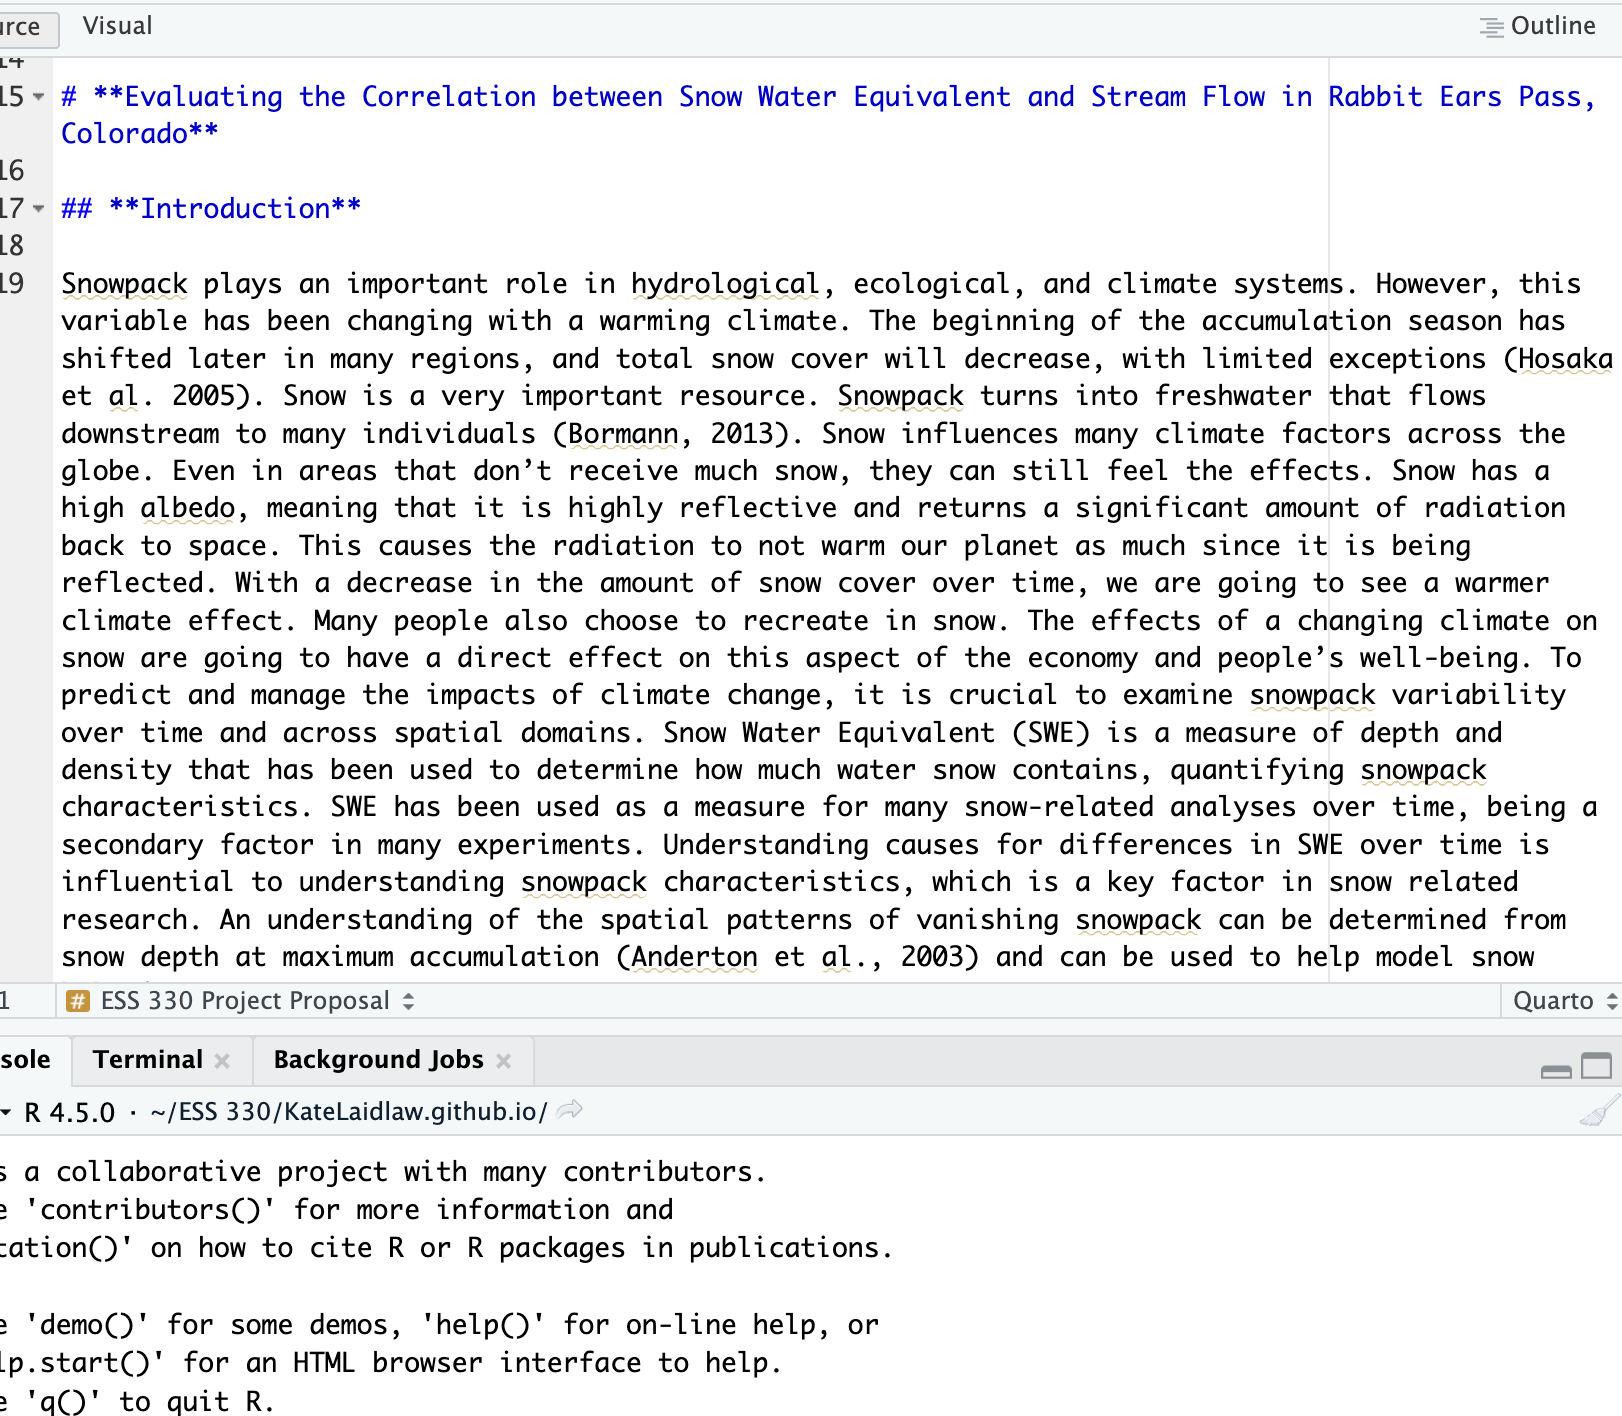 Visual
Outline
14
15 # **Evaluating the Correlation between Snow Water Equivalent and Stream Flow in Rabbit Ears Pass,
Colorado**
16
17 ## **Introduction**
18
19 Snowpack plays an important role in hydrological, ecological, and climate systems. However, this
variable has been changing with a warming climate. The beginning of the accumulation season has
shifted later in many regions, and total snow cover will decrease, with limited exceptions (Hosaka
et al. 2005). Snow is a very important resource. Snowpack turns into freshwater that flows
downstream to many individuals (Bormann, 2013). Snow influences many climate factors across the
globe. Even in areas that don’t receive much snow, they can still feel the effects. Snow has a
high albedo, meaning that it is highly reflective and returns a significant amount of radiation
back to space. This causes the radiation to not warm our planet as much since it is being
reflected. With a decrease in the amount of snow cover over time, we are going to see a warmer
climate effect. Many people also choose to recreate in snow. The effects of a changing climate on
snow are going to have a direct effect on this aspect of the economy and people’s well-being. To
predict and manage the impacts of climate change, it is crucial to examine snowpack variability
over time and across spatial domains. Snow Water Equivalent (SWE) is a measure of depth and
density that has been used to determine how much water snow contains, quantifying snowpack
characteristics. SWE has been used as a measure for many snow-related analyses over time, being a
secondary factor in many experiments. Understanding causes for differences in SWE over time is
influential to understanding snowpack characteristics, which is a key factor in snow related
research. An understanding of the spatial patterns of vanishing snowpack can be determined from
snow depth at maximum accumulation (Anderton et al., 2003) and can be used to help model snow
1 # ESS 330 Project Proposal
Quarto
sole Terminal Background Jobs
R 4.5.0 · ~/ESS 330/KateLaidlaw.github.io/
s a collaborative project with many contributors.
e 'contributors()' for more information and
tation()' on how to cite R or R packages in publications.
e 'demo()' for some demos, 'help()' for on-line help, or
lp.start()' for an HTML browser interface to help.
e 'q()' to quit R.